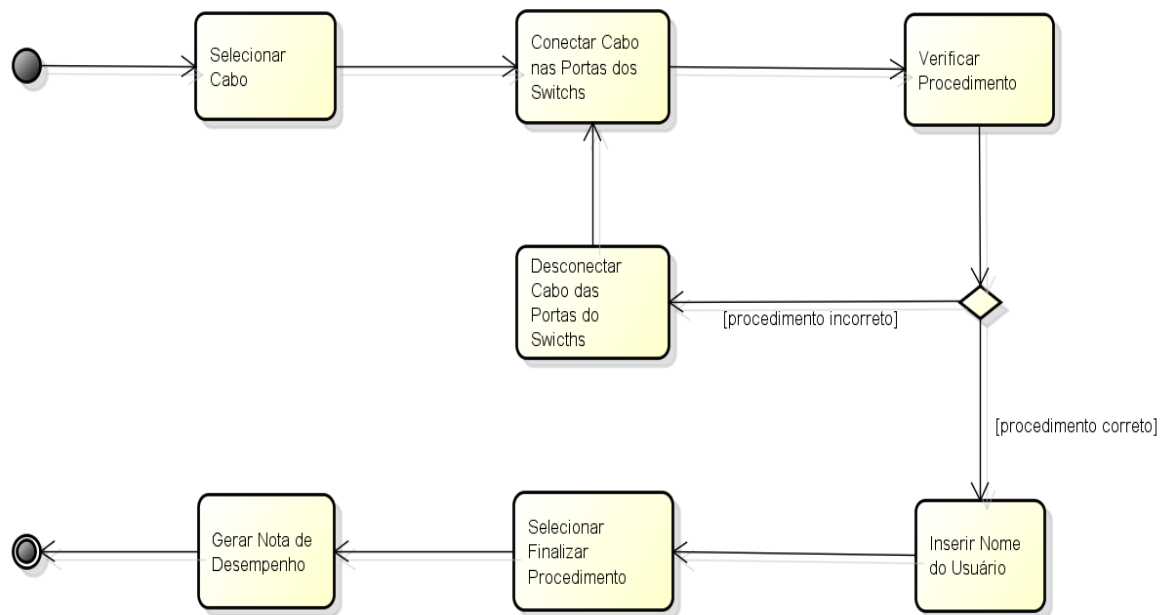 Selecionar
Cabo
Conectar Cabo
nas Portas dos
Switchs
Verificar
Procedimento
Desconectar
Cabo das
Portas do
Swicths
[procedimento incorreto]
[procedimento correto]
Gerar Nota de
Desempenho
Selecionar
Finalizar
Procedimento
Inserir Nome
do Usuário